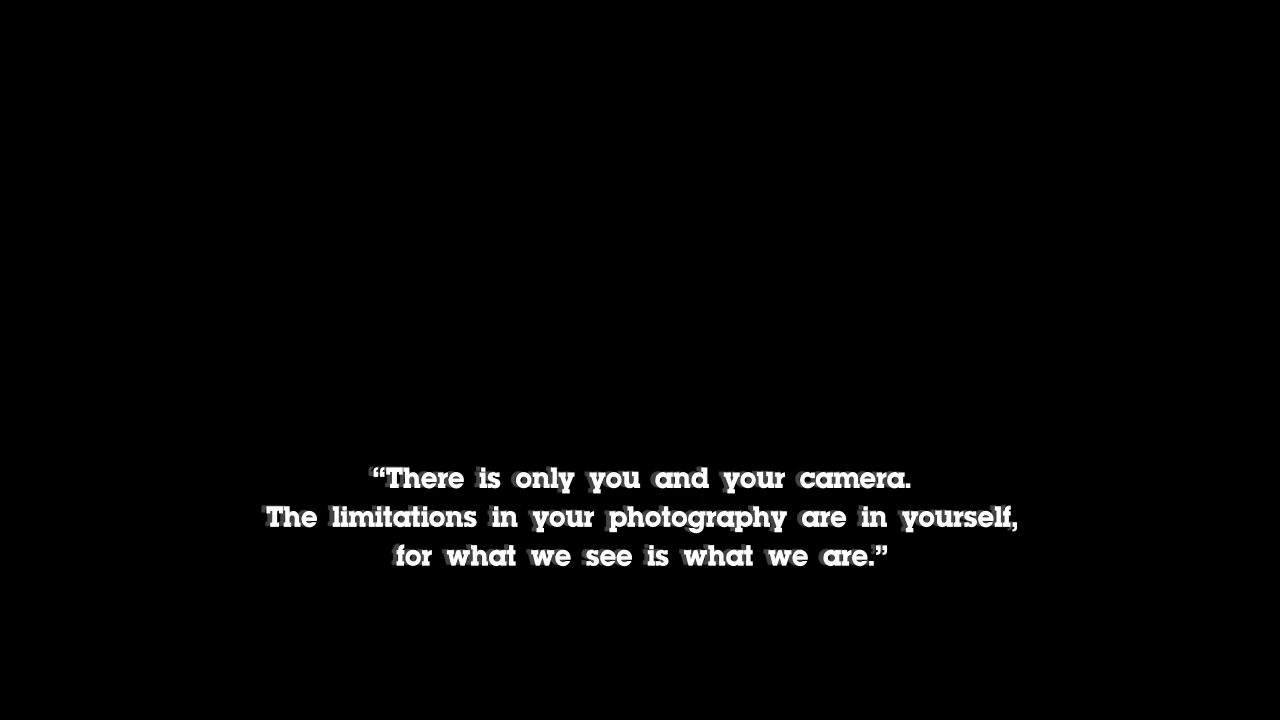 “There is only you and your camera.
The limitations in your photography are in yourself,
for what we see is what we are.”